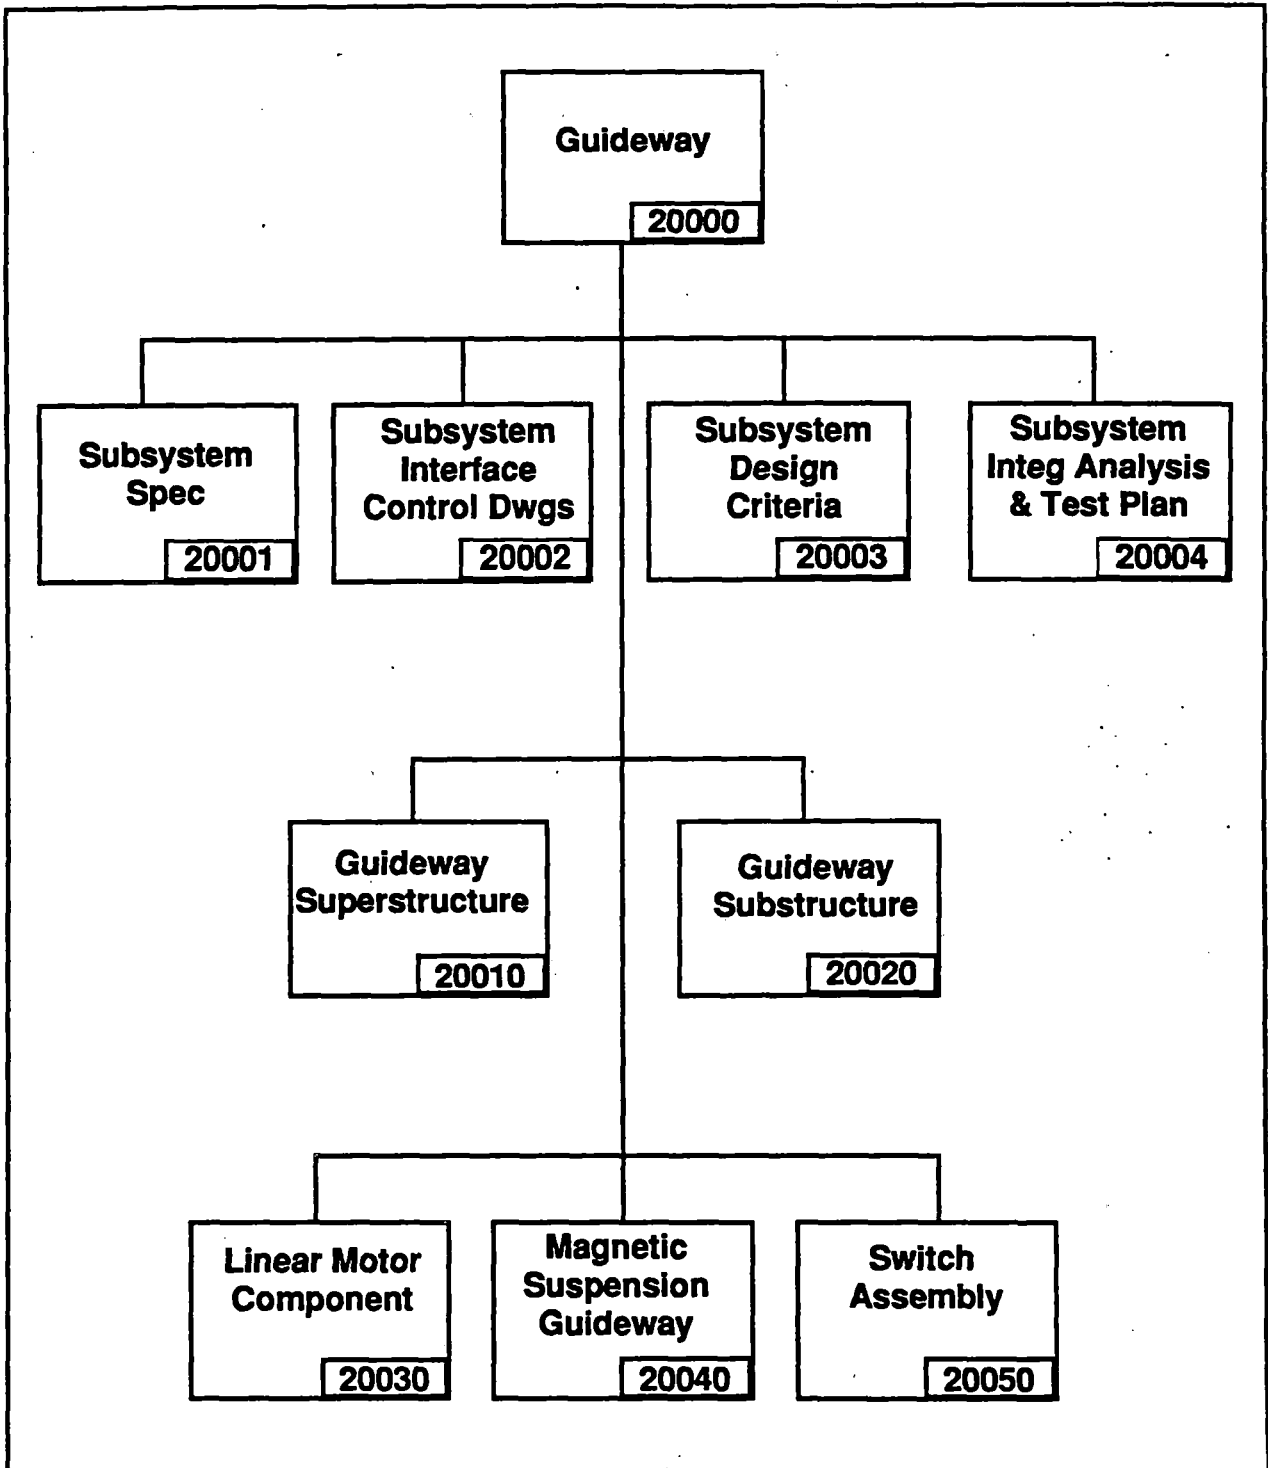 Guideway
20000
Subsystem
Spec
20001
Subsystem
Interface
Control Dwgs
20002
Subsystem
Design
Criteria
20003
Subsystem
Integ Analysis
& Test Plan
20004
Guideway
Superstructure
20010
Guideway
Substructure
20020
Linear Motor
Component
20030
Magnetic
Suspension
Guideway
20040
Switch
Assembly
20050